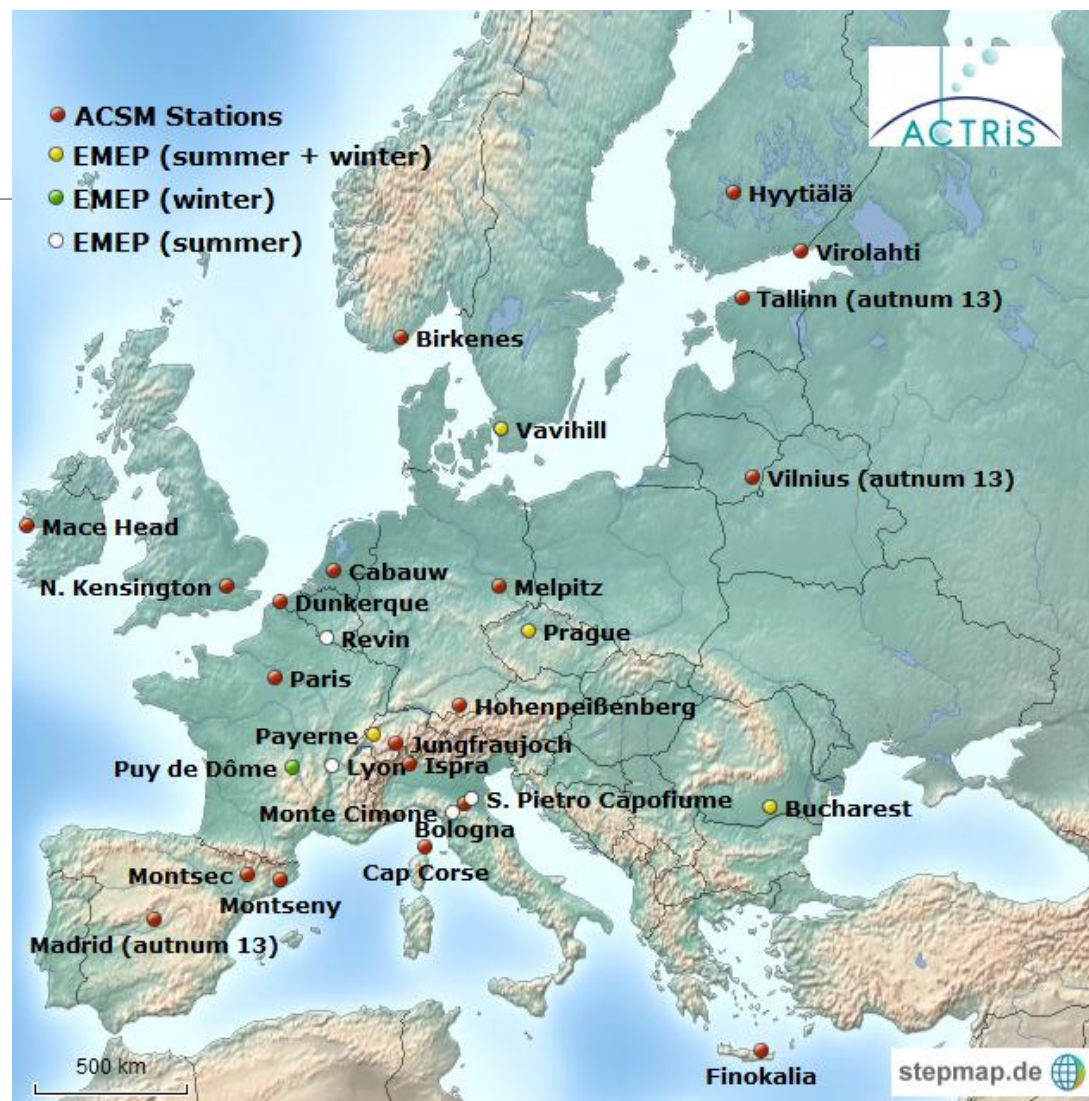 ACSM Stations
EMEP (summer + winter)
EMEP (winter)
EMEP (summer)
ACTRiS
Hyytiälä
Virolahti
Tallinn (autnum 13)
Birkenes
Vavihill
Vilnius (autnum 13)
Mace Head
N. Kensington
Cabauw
Melpitz
Dunkerque
Revin
Prague
Paris
Hohenpeißenberg
Payerne
Jungfraujoch
Puy de Dôme
Lyon
Ispra
Monte Cimone
S. Pietro Capofiume
Bucharest
Bologna
Cap Corse
Montsec
Montseny
Madrid (autnum 13)
500 km
Finokalia
stepmap.de